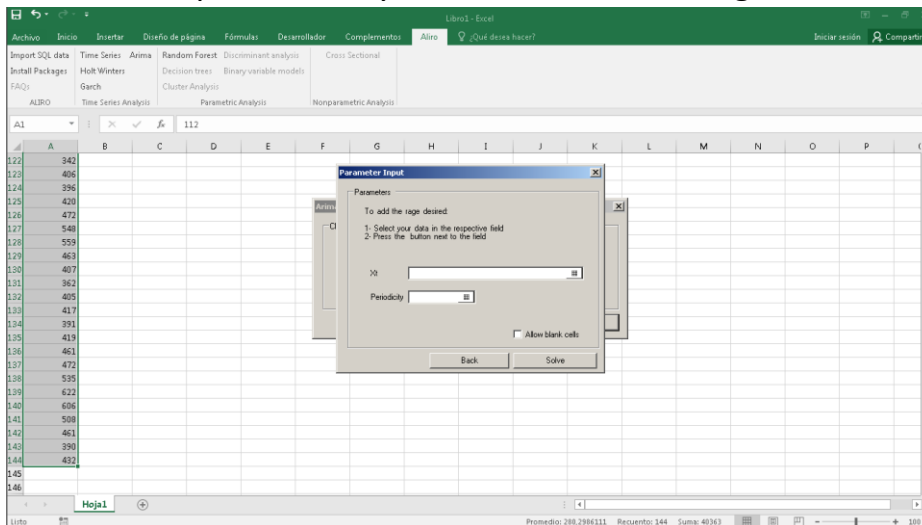 Libro1 - Excel
Archivo Inicio Insertar Diseño de página Fórmulas Datos Desarrollador Complementos Aliro ¿Qué desea hacer? Iniciar sesión Compartir
Import SQL data Time Series Arima Random Forest Discriminant analysis Cross Sectional
Install Packages Holt Winters Decision trees Binary variable models
FAQs Garch Cluster Analysis
ALIRO Time Series Analysis Parametric Analysis Nonparametric Analysis
A1 fx 112
A B C D E F G H I J K L M N O P
122 342
123 406
124 396
125 420
126 472
127 548
128 559
129 463
130 407
131 362
132 405
133 417
134 391
135 419
136 461
137 472
138 535
139 622
140 606
141 508
142 461
143 390
144 432
145
146
Arima
Parameter Input
Parameters
To add the rage desired:
1- Select your data in the respective field
2- Press the button next to the field
Xt
Periodicity
Allow blank cells
Back Solve
Hoja1
Listo Promedio: 280,2986111 Recuento: 144 Suma: 40363 100